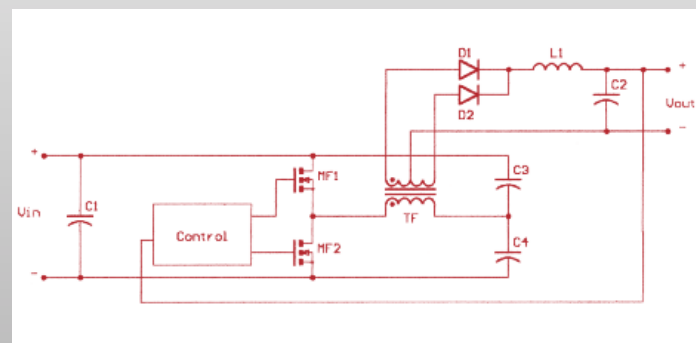 D1
L1
+
D2
C2
Vout
-
+
MF1
C3
Vin
C1
Control
TF
MF2
C4
-